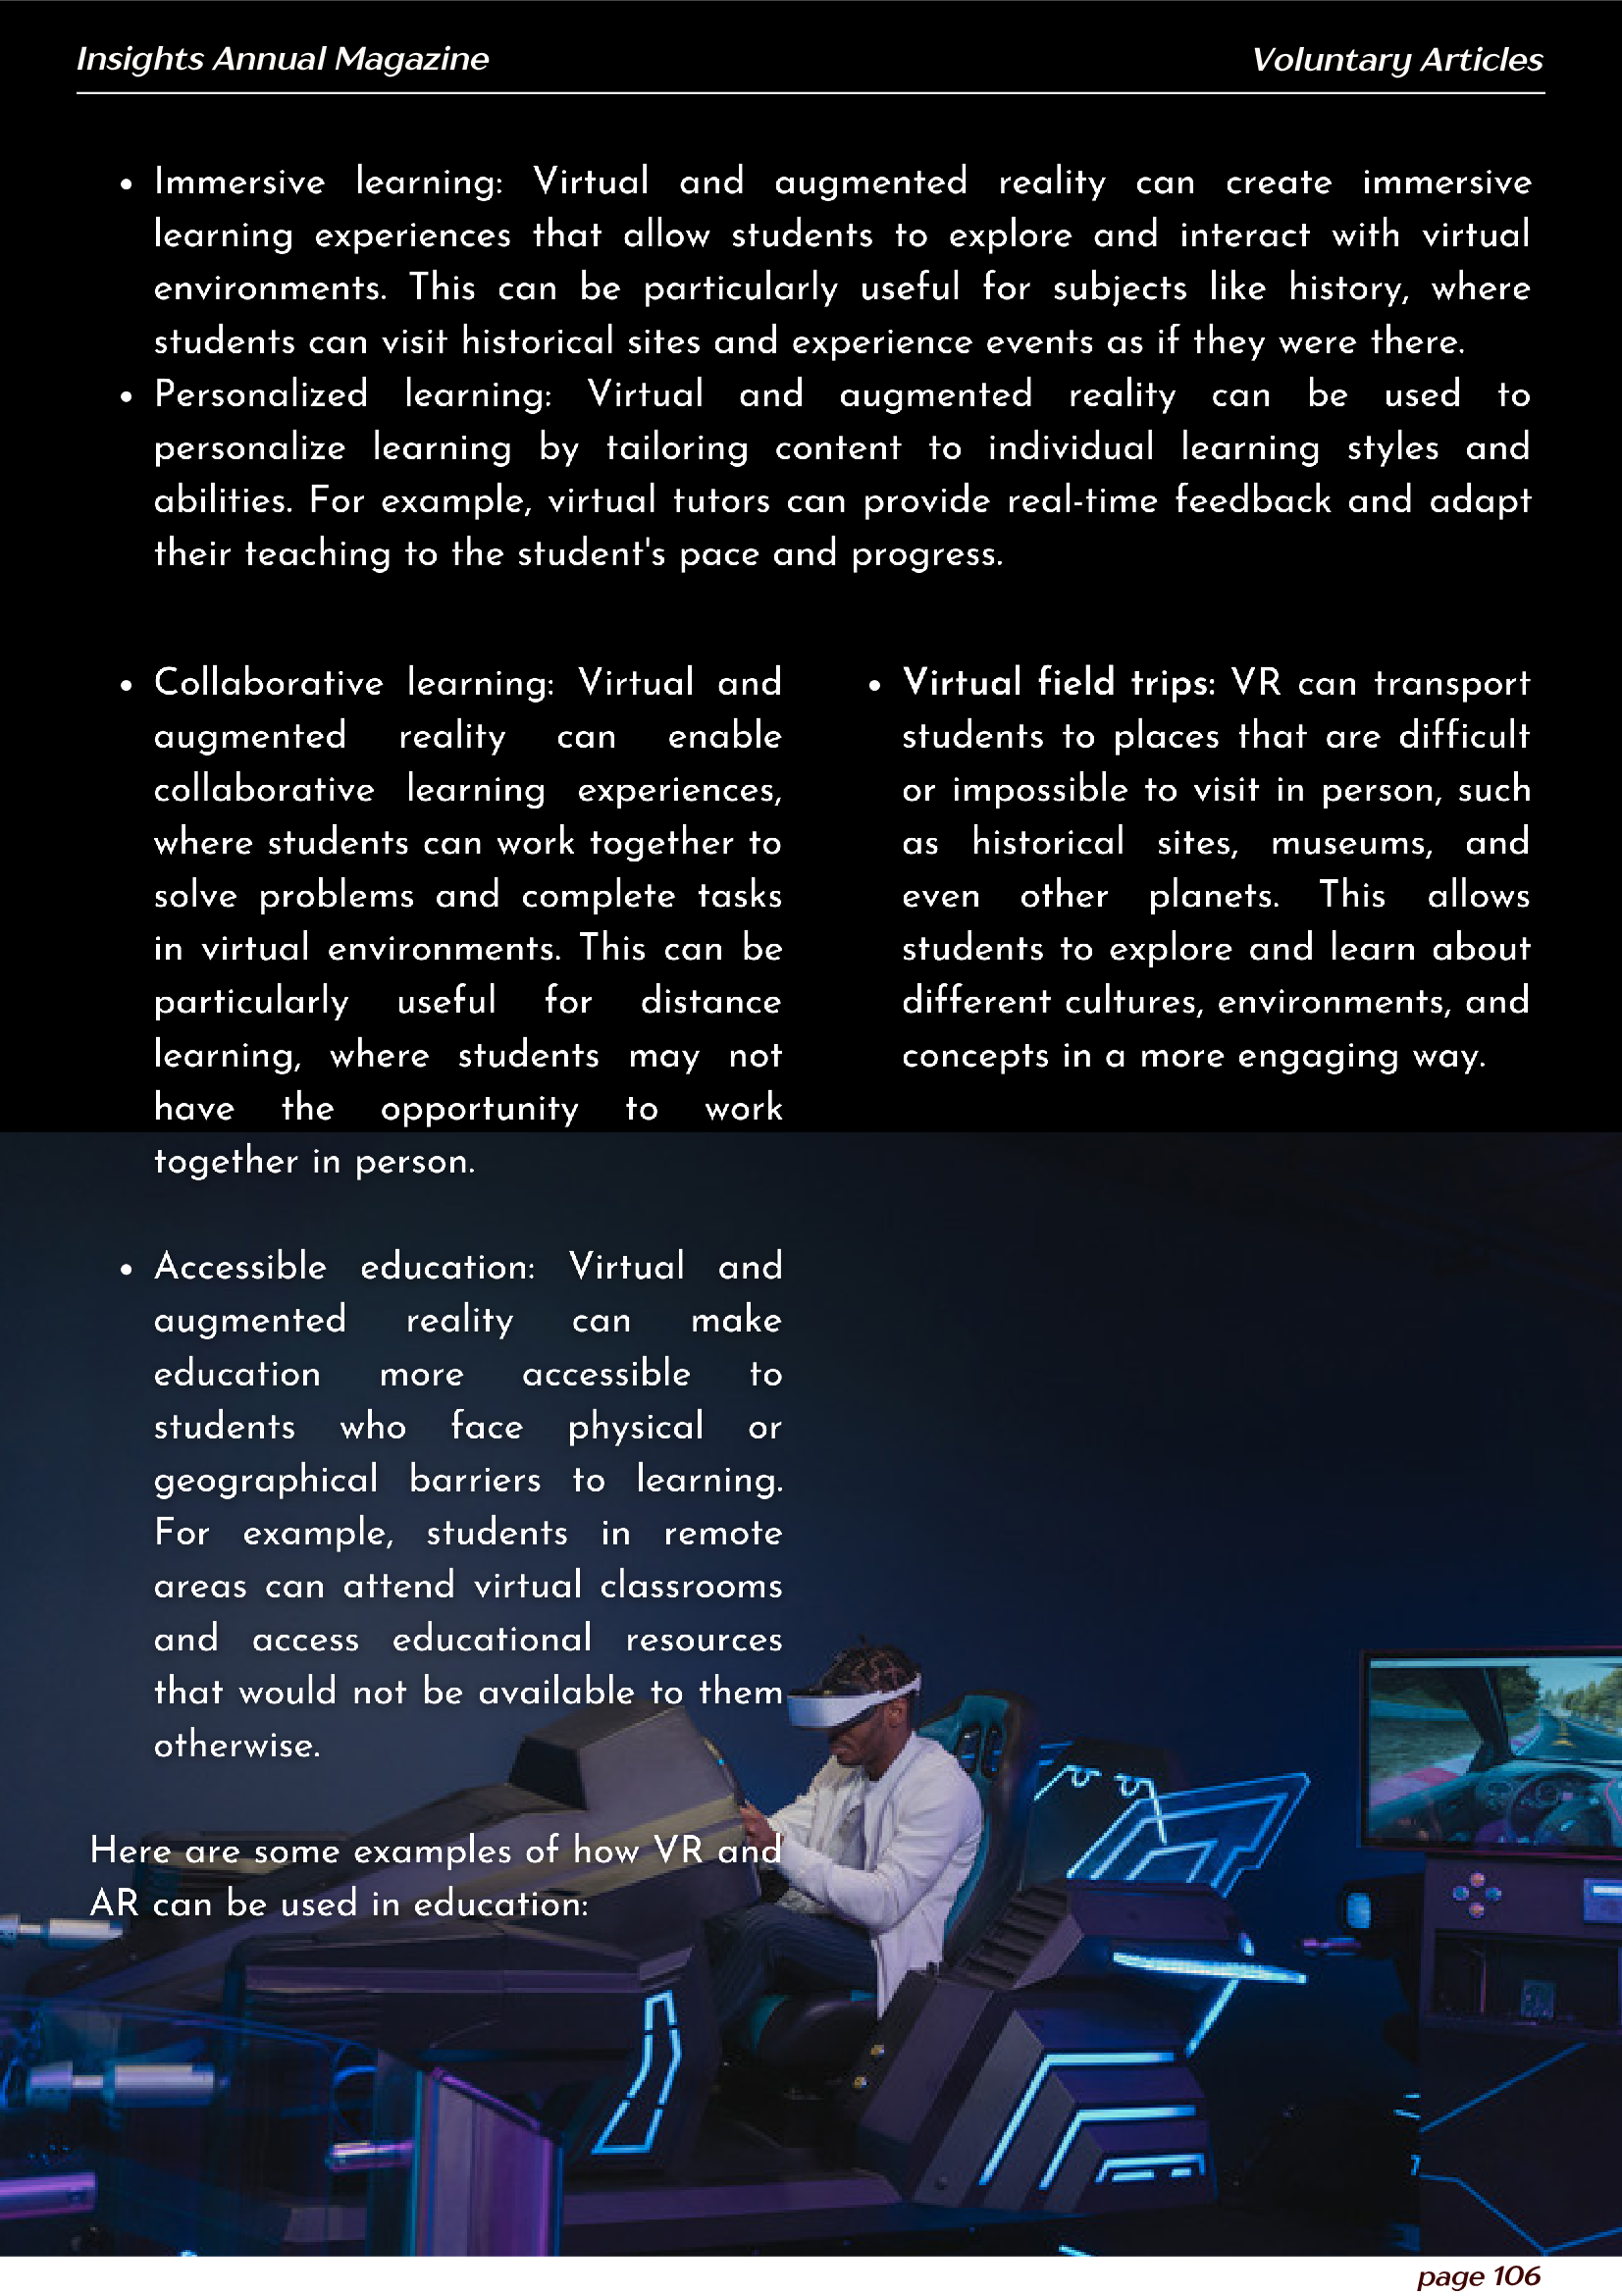 Insights Annual Magazine
Voluntary Articles
• Immersive learning: Virtual and augmented reality can create immersive
learning experiences that allow students to explore and interact with virtual
environments. This can be particularly useful for subjects like history, where
students can visit historical sites and experience events as if they were there.
• Personalized learning: Virtual and augmented reality can be used to
personalize learning by tailoring content to individual learning styles and
abilities. For example, virtual tutors can provide real-time feedback and adapt
their teaching to the student's pace and progress.
• Collaborative learning: Virtual and
augmented reality can enable
collaborative learning experiences,
where students can work together to
solve problems and complete tasks
in virtual environments. This can be
particularly useful for distance
learning, where students may not
have the opportunity to work
together in person.
• Accessible education: Virtual and
augmented reality can make
education more accessible to
students who face physical or
geographical barriers to learning.
For example, students in remote
areas can attend virtual classrooms
and access educational resources
that would not be available to them
otherwise.
Here are some examples of how VR and
AR can be used in education:
• Virtual field trips: VR can transport
students to places that are difficult
or impossible to visit in person, such
as historical sites, museums, and
even other planets. This allows
students to explore and learn about
different cultures, environments, and
concepts in a more engaging way.
page 106